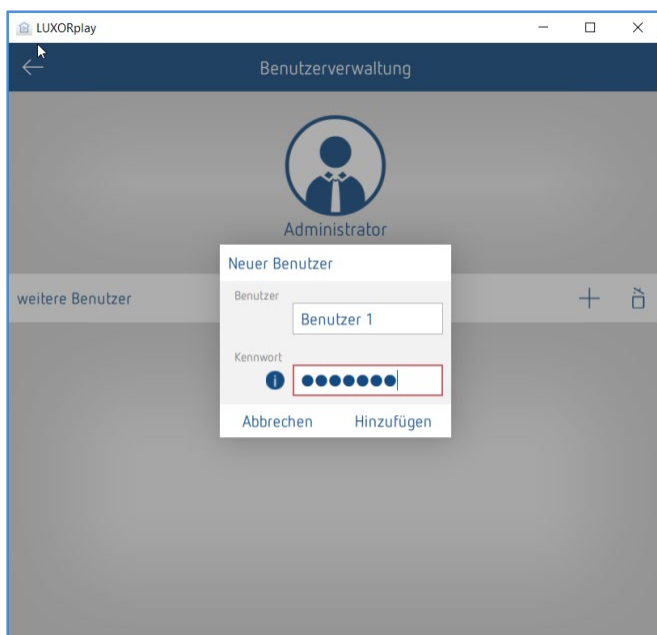 LUXORplay
Benutzerverwaltung
Administrator
Neuer Benutzer
weitere Benutzer
Benutzer
Benutzer 1
Kennwort
i ●●●●●●●
Abbrechen Hinzufügen